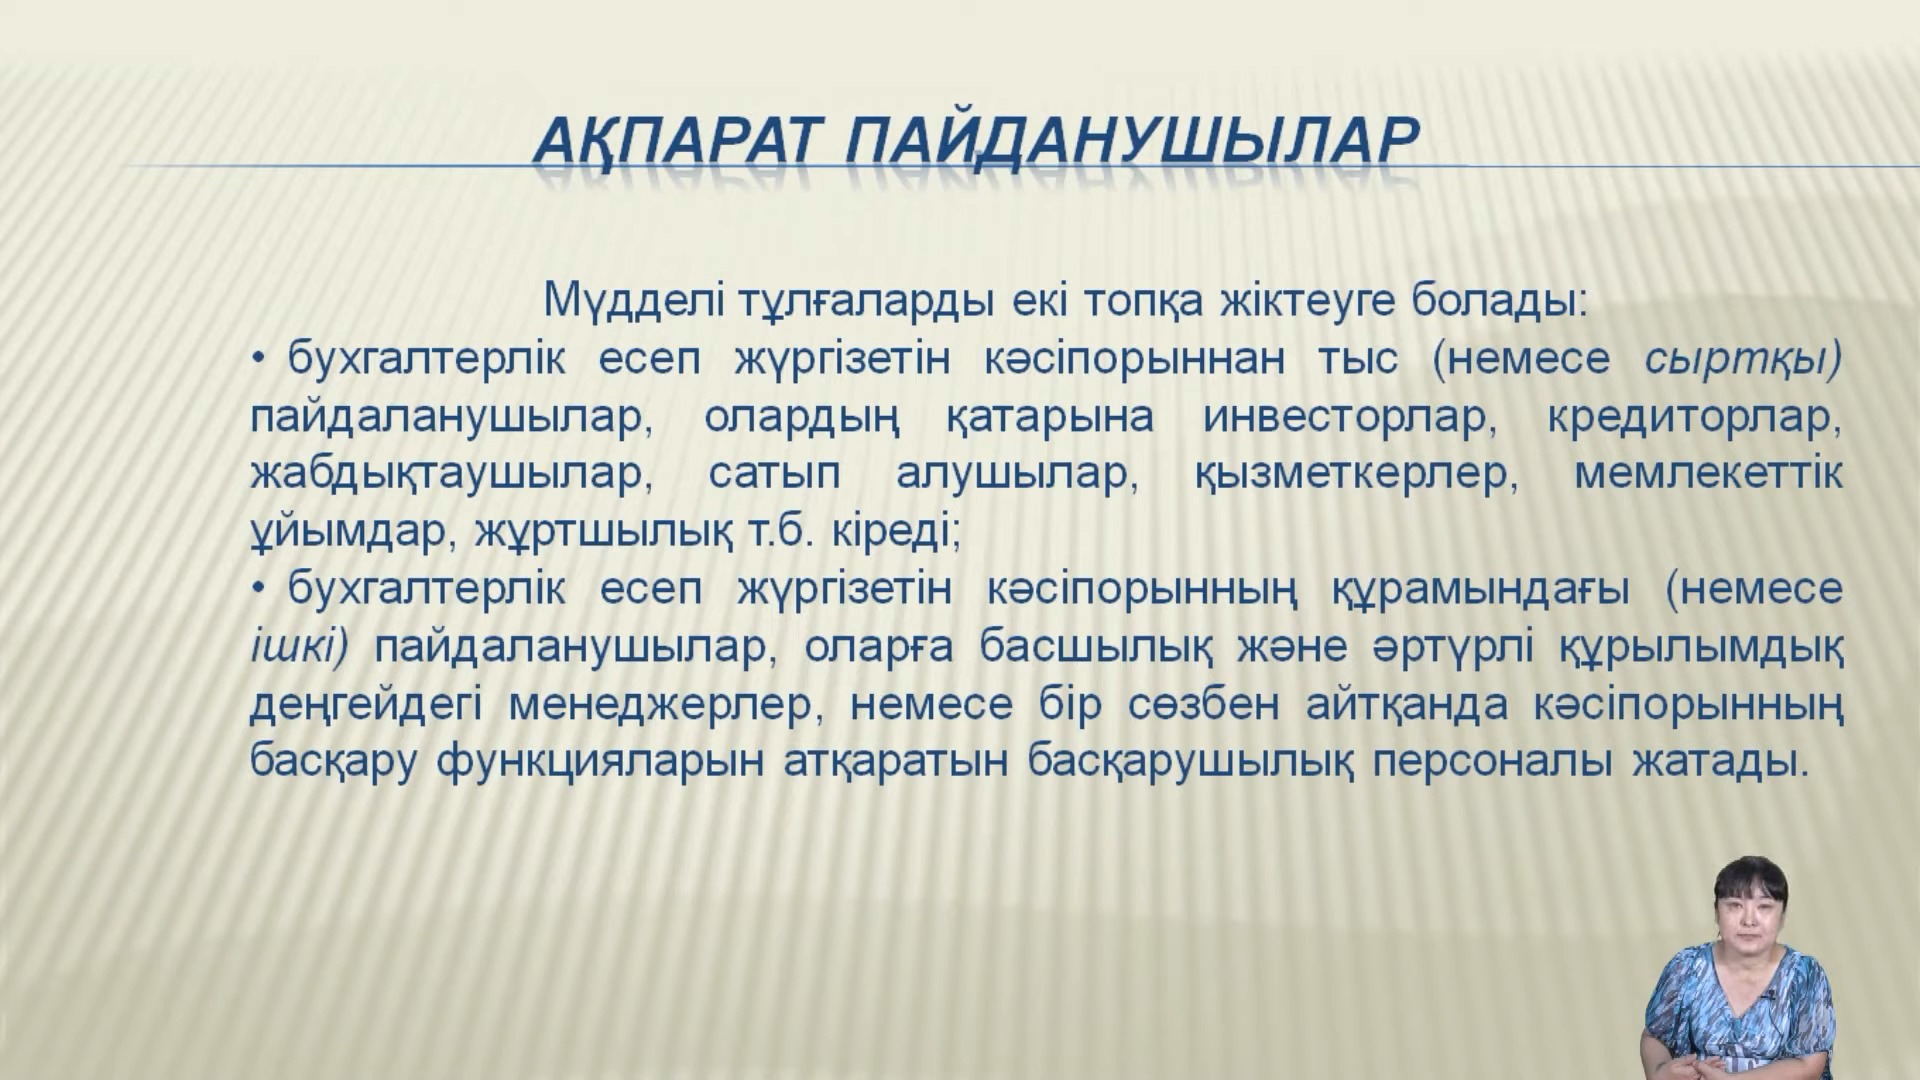 АҚПАРАТ ПАЙДАНУШЫЛАР
Мүдделі тұлғаларды екі топқа жіктеуге болады:
• бухгалтерлік есеп жүргізетін кәсіпорыннан тыс (немесе сыртқы)
пайдаланушылар, олардың қатарына инвесторлар, кредиторлар,
жабдықтаушылар, сатып алушылар, қызметкерлер, мемлекеттік
ұйымдар, жұртшылық т.б. кіреді;
• бухгалтерлік есеп жүргізетін кәсіпорынның құрамындағы (немесе
ішкі) пайдаланушылар, оларға басшылық және әртүрлі құрылымдық
деңгейдегі менеджерлер, немесе бір сөзбен айтқанда кәсіпорынның
басқару функцияларын атқаратын басқарушылық персоналы жатады.